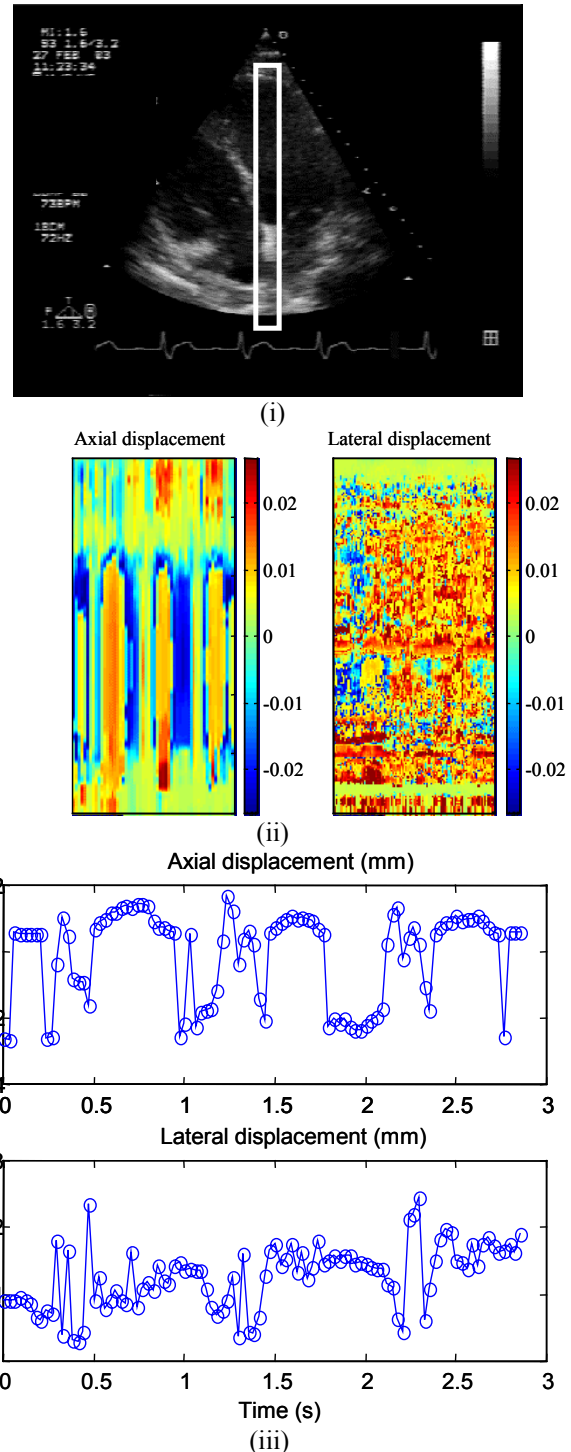 MI:1.6
S3 1.6/3.2
27 FEB 03
11:23:34
73BPM
18CM
72HZ
T
P R
1.6 3.2
(i)
Axial displacement Lateral displacement
0.02 0.02
0.01 0.01
0 0
-0.01 -0.01
-0.02 -0.02
(ii)
Axial displacement (mm)
0 0.5 1 1.5 2 2.5 3
Lateral displacement (mm)
0 0.5 1 1.5 2 2.5 3
Time (s)
(iii)